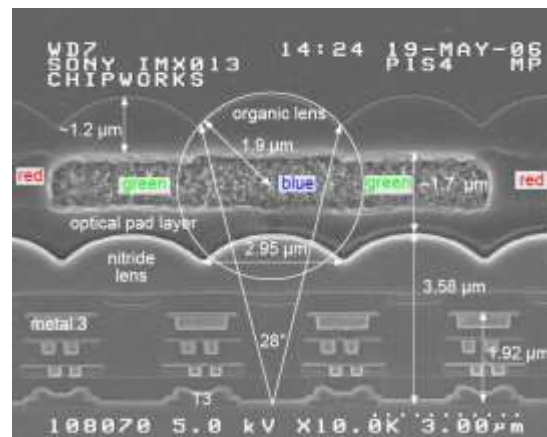 WD7 14:24 19-MAY-06
SONY IMX013 PIS4 MP
CHIPWORKS
organic lens
~1.2 µm
1.9 µm
red green blue green ~1.7 µm red
optical pad layer
nitride lens
2.95 µm
3.58 µm
metal 3
28°
1.92 µm
T3
108070 5.0 kV X10.0K 3.00µm